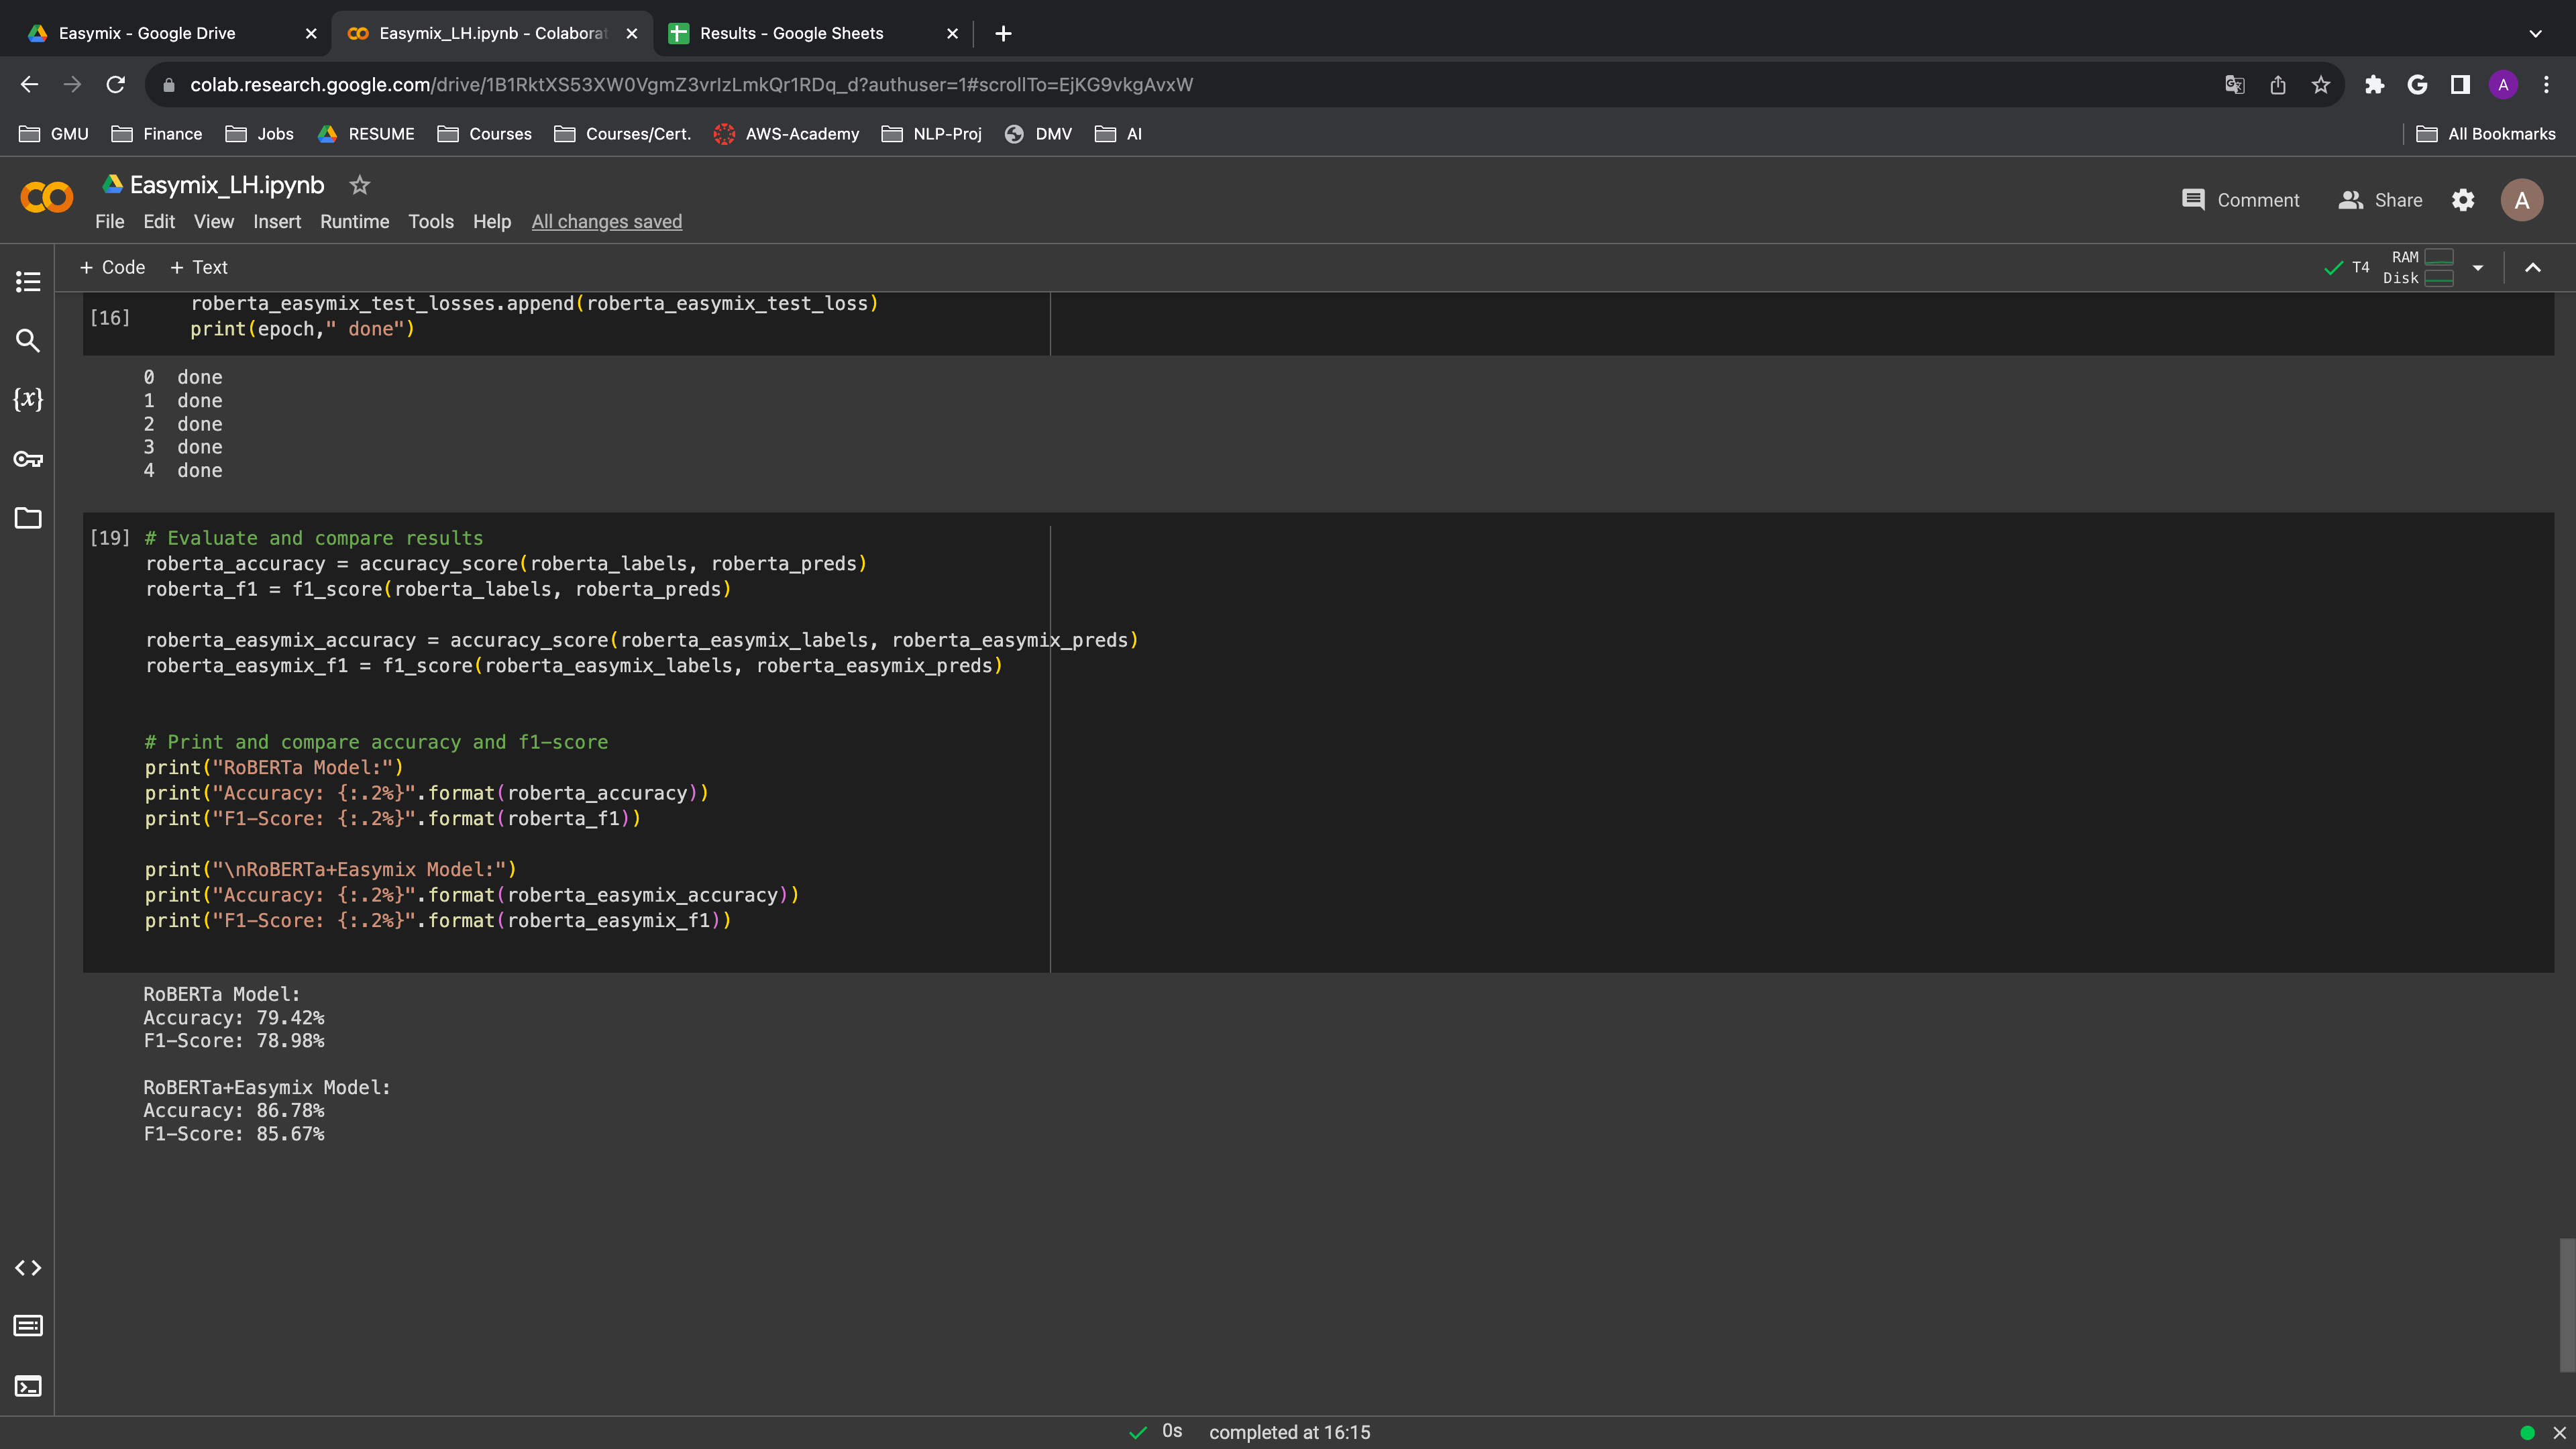 Easymix - Google Drive
Easymix_LH.ipynb - Colaborat
Results - Google Sheets
colab.research.google.com/drive/1B1RktXS53XW0VgmZ3vrIzLmkQr1RDq_d?authuser=1#scrollTo=EjKG9vkgAvxW
A
GMU Finance Jobs RESUME Courses Courses/Cert. AWS-Academy NLP-Proj DMV AI All Bookmarks
Easymix_LH.ipynb
Comment Share A
File Edit View Insert Runtime Tools Help All changes saved
+ Code + Text
T4 RAM
Disk
{x}
[16] roberta_easymix_test_losses.append(roberta_easymix_test_loss)
print(epoch," done")
0 done
1 done
2 done
3 done
4 done
[19] # Evaluate and compare results
roberta_accuracy = accuracy_score(roberta_labels, roberta_preds)
roberta_f1 = f1_score(roberta_labels, roberta_preds)
roberta_easymix_accuracy = accuracy_score(roberta_easymix_labels, roberta_easymix_preds)
roberta_easymix_f1 = f1_score(roberta_easymix_labels, roberta_easymix_preds)
# Print and compare accuracy and f1-score
print("RoBERTa Model:")
print("Accuracy: {:.2%}".format(roberta_accuracy))
print("F1-Score: {:.2%}".format(roberta_f1))
print("\nRoBERTa+Easymix Model:")
print("Accuracy: {:.2%}".format(roberta_easymix_accuracy))
print("F1-Score: {:.2%}".format(roberta_easymix_f1))
RoBERTa Model:
Accuracy: 79.42%
F1-Score: 78.98%
RoBERTa+Easymix Model:
Accuracy: 86.78%
F1-Score: 85.67%
0s completed at 16:15